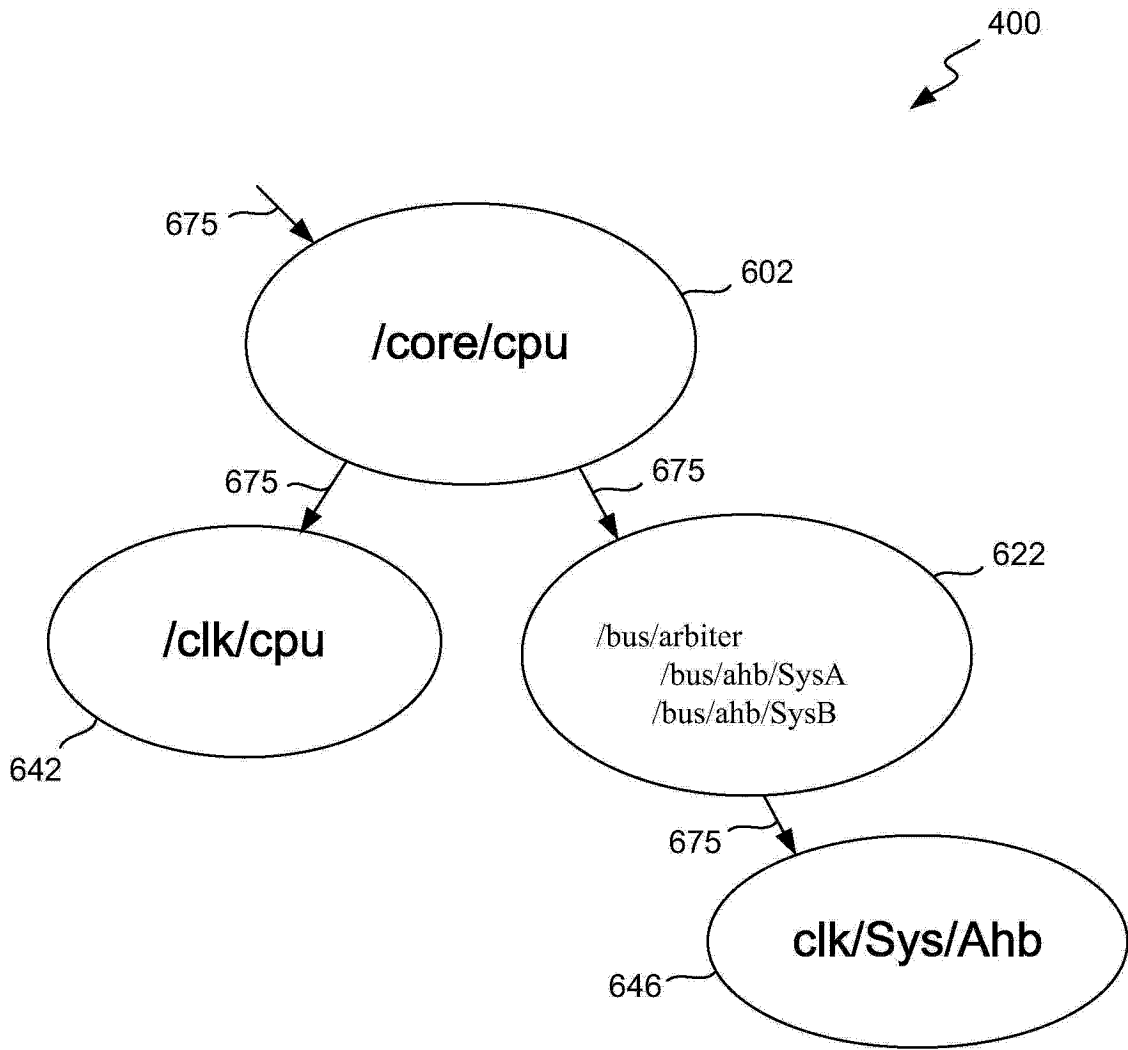 400
675
602
/core/cpu
675
675
622
/clk/cpu
/bus/arbiter
/bus/ahb/SysA
/bus/ahb/SysB
642
675
clk/Sys/Ahb
646